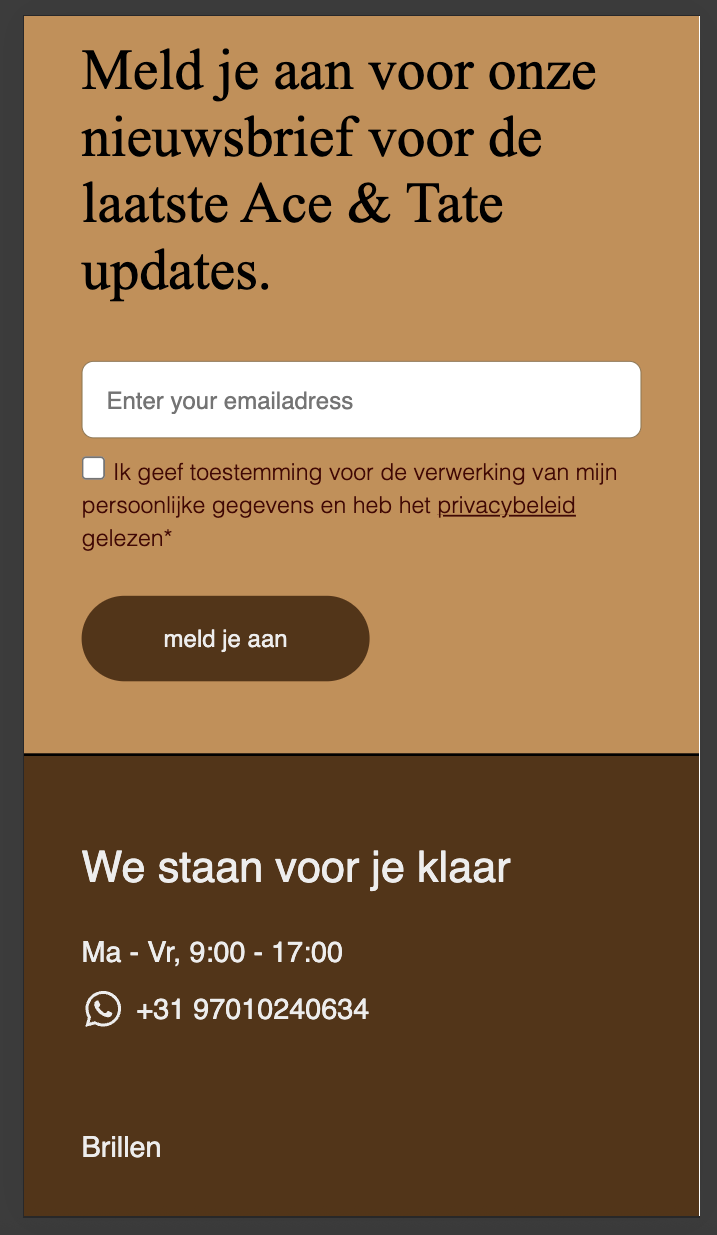 Meld je aan voor onze
nieuwsbrief voor de
laatste Ace & Tate
updates.
Enter your emailadress
Ik geef toestemming voor de verwerking van mijn
persoonlijke gegevens en heb het privacybeleid
gelezen*
meld je aan
We staan voor je klaar
Ma - Vr, 9:00 - 17:00
+31 97010240634
Brillen